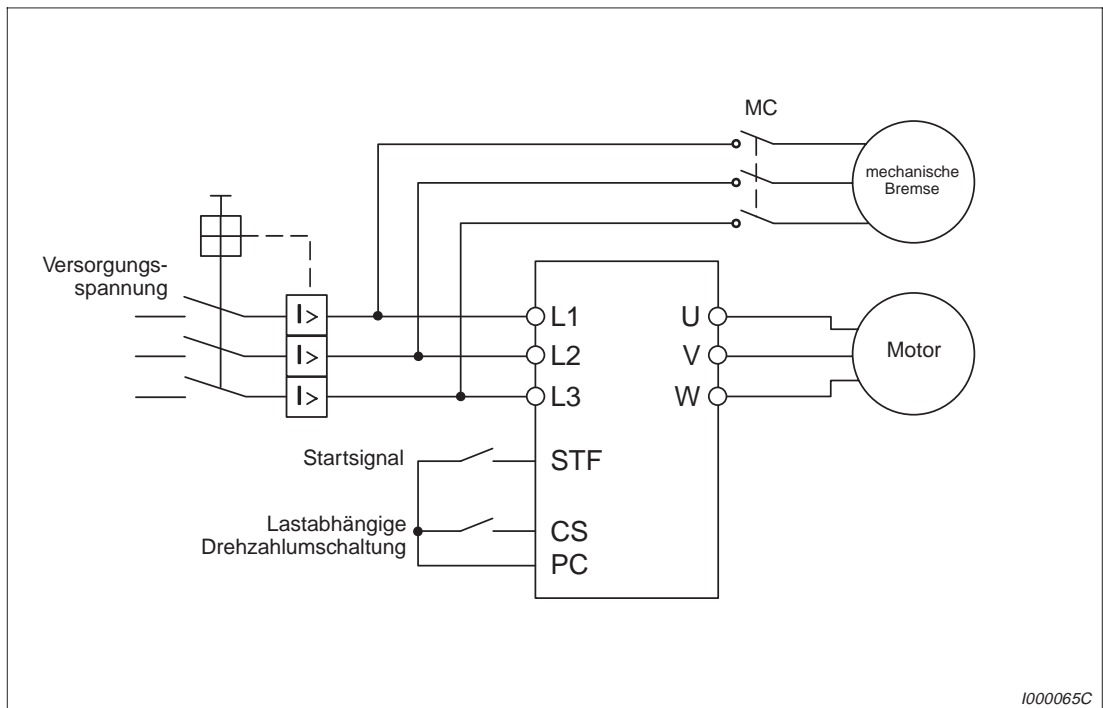 MC
mechanische
Bremse
Versorgungs-
spannung
I>
I>
I>
L1
L2
L3
U
V
W
Motor
Startsignal
STF
Lastabhängige
Drehzahlumschaltung
CS
PC
I000065C